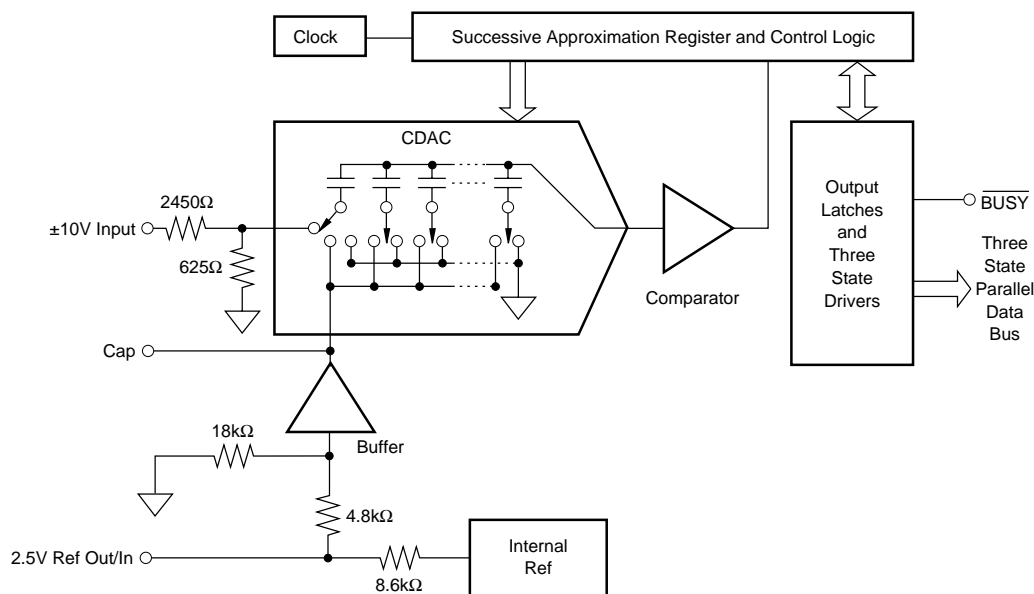 Clock
Successive Approximation Register and Control Logic
CDAC
2450Ω
±10V Input
625Ω
Comparator
Output
Latches
and
Three
State
Drivers
BUSY
Three
State
Parallel
Data
Bus
Cap
Buffer
18kΩ
4.8kΩ
2.5V Ref Out/In
8.6kΩ
Internal
Ref